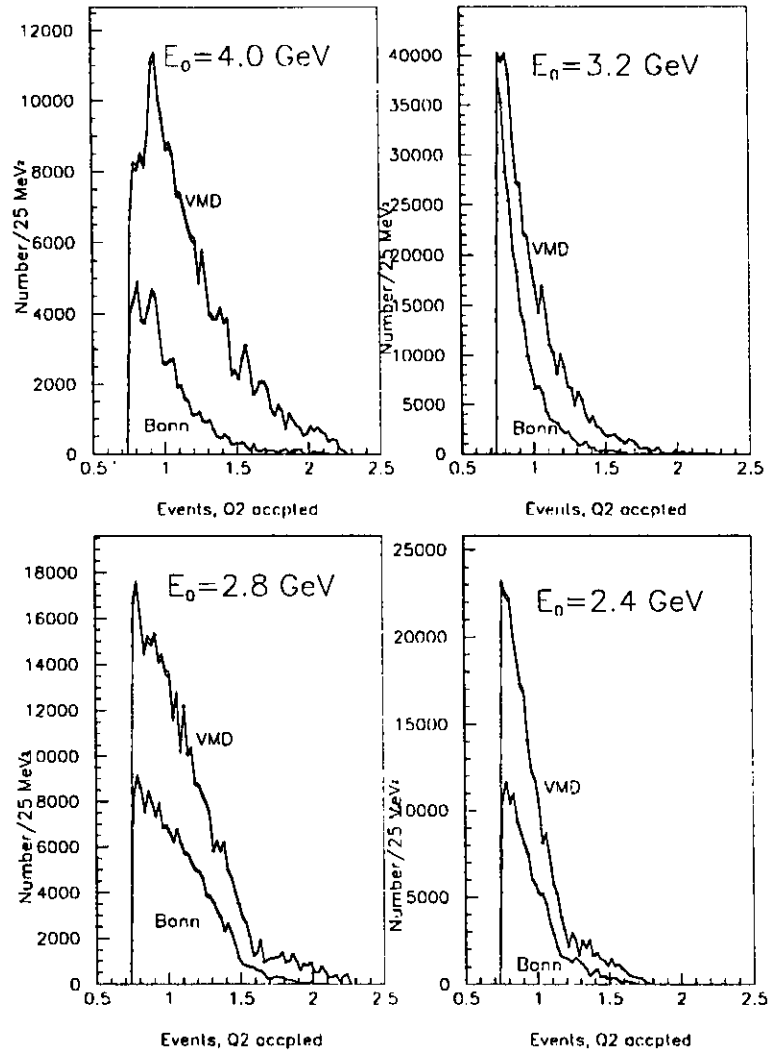 E₀=4.0 GeV
12000
10000
8000
6000
4000
2000
0
Number/25 MeV²
VMD
Bonn
0.5 1 1.5 2 2.5
Events, Q2 accpted
E₀=3.2 GeV
40000
35000
30000
25000
20000
15000
10000
5000
0
Number/25 MeV²
VMD
Bonn
0.5 1 1.5 2 2.5
Events, Q2 accpted
E₀=2.8 GeV
18000
16000
14000
12000
10000
8000
6000
4000
2000
0
Number/25 MeV²
VMD
Bonn
0.5 1 1.5 2 2.5
Events, Q2 accpted
E₀=2.4 GeV
25000
20000
15000
10000
5000
0
Number/25 MeV²
VMD
Bonn
0.5 1 1.5 2 2.5
Events, Q2 accpted